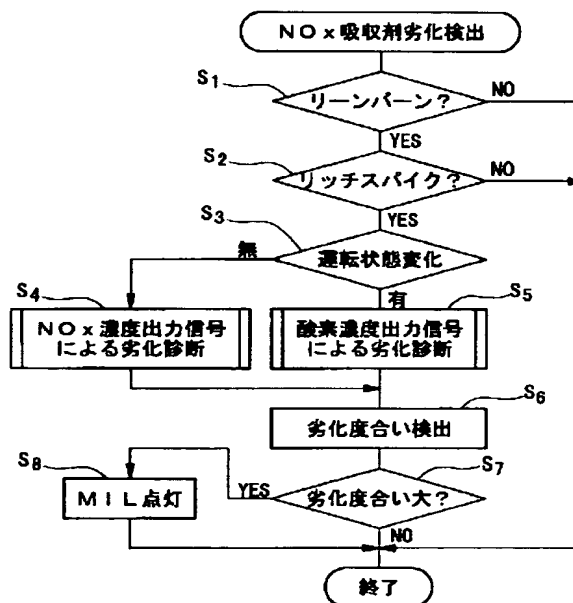 NOx吸収剤劣化検出
S1
リーンバーン?
NO
YES
S2
リッチスパイク?
NO
YES
S3
運転状態変化
無
有
S4
NOx濃度出力信号
による劣化診断
S5
酸素濃度出力信号
による劣化診断
S6
劣化度合い検出
S7
劣化度合い大?
YES
NO
S8
MIL点灯
終了